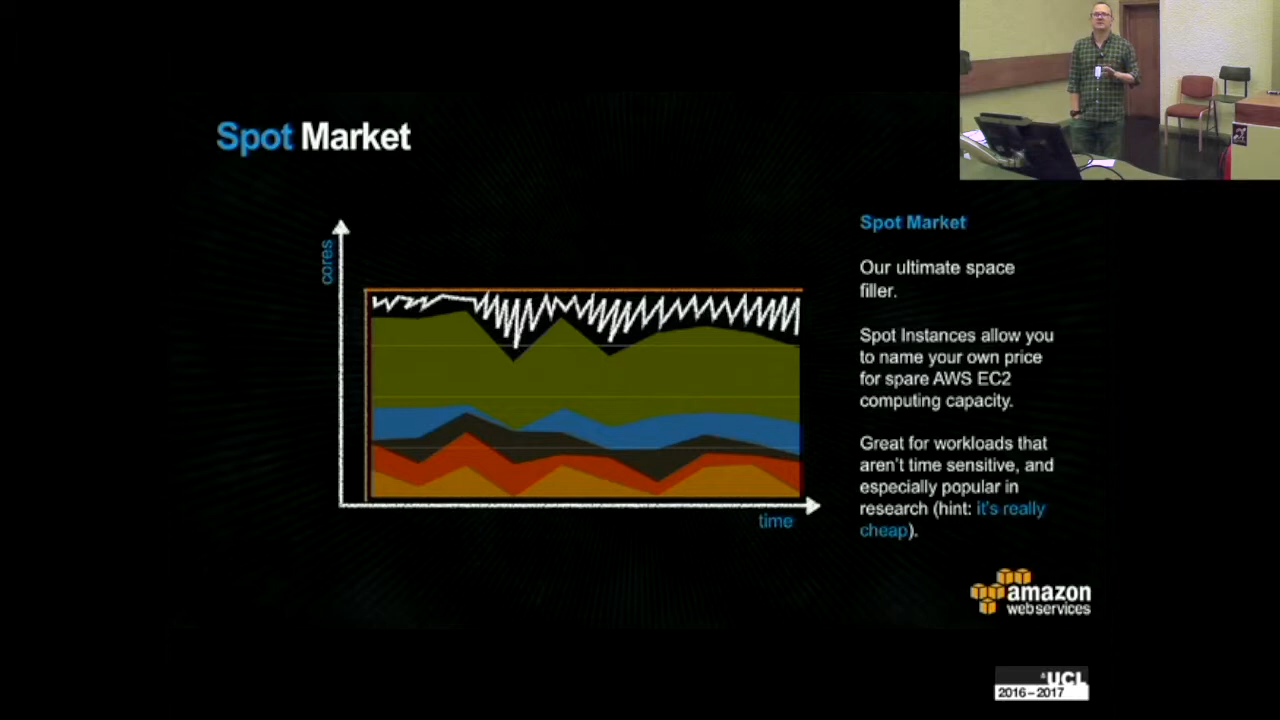 Spot Market
cores
time
Spot Market
Our ultimate space
filler.
Spot Instances allow you
to name your own price
for spare AWS EC2
computing capacity.
Great for workloads that
aren't time sensitive, and
especially popular in
research (hint: it's really
cheap).
amazon
webservices
UCL
2016–2017